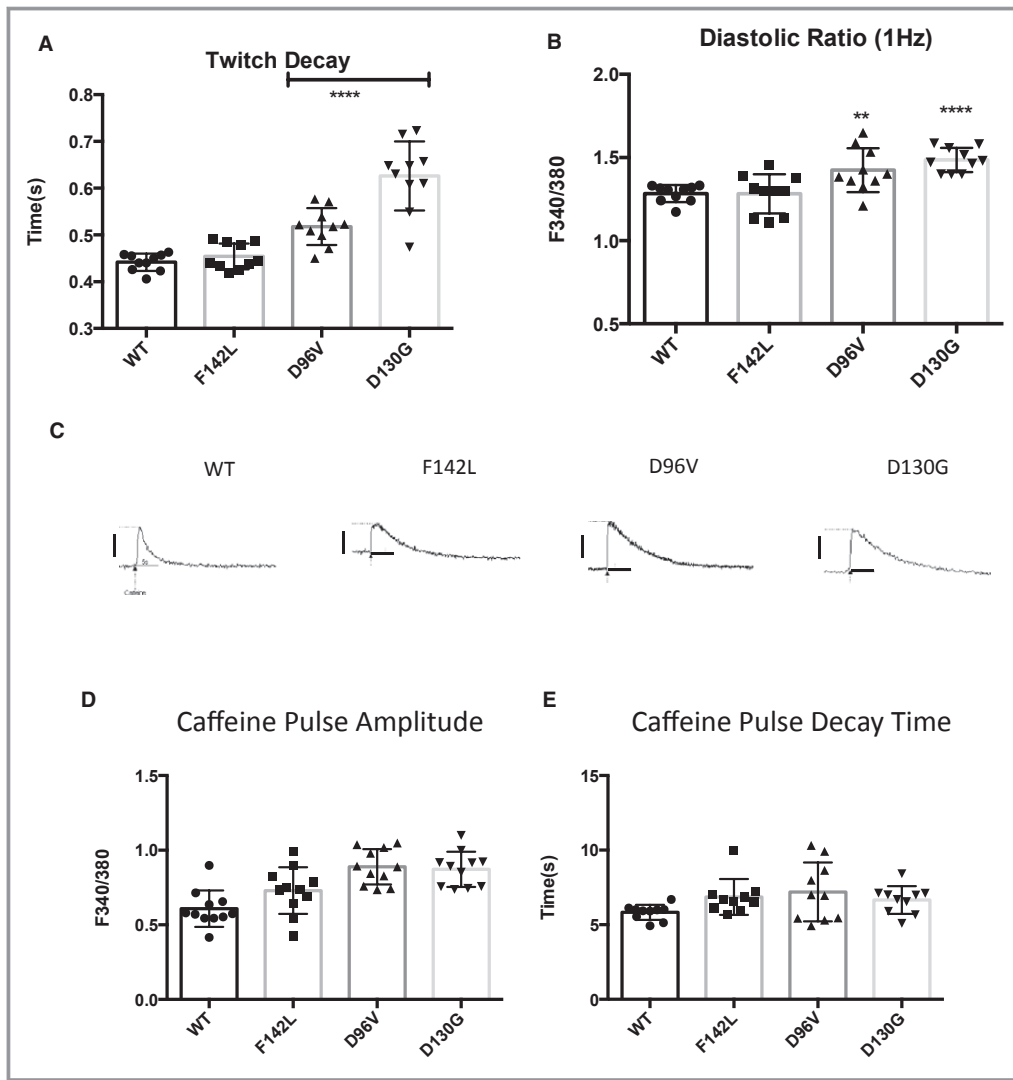 A
Twitch Decay
****
0.8
0.7
0.6
0.5
0.4
0.3
Time(s)
WT
F142L
D96V
D130G
B
Diastolic Ratio (1Hz)
**
****
2.0
1.5
1.0
0.5
F340/380
WT
F142L
D96V
D130G
C
WT
F142L
D96V
D130G
5s
Caffeine
D
Caffeine Pulse Amplitude
1.5
1.0
0.5
0.0
F340/380
WT
F142L
D96V
D130G
E
Caffeine Pulse Decay Time
15
10
5
0
Time(s)
WT
F142L
D96V
D130G